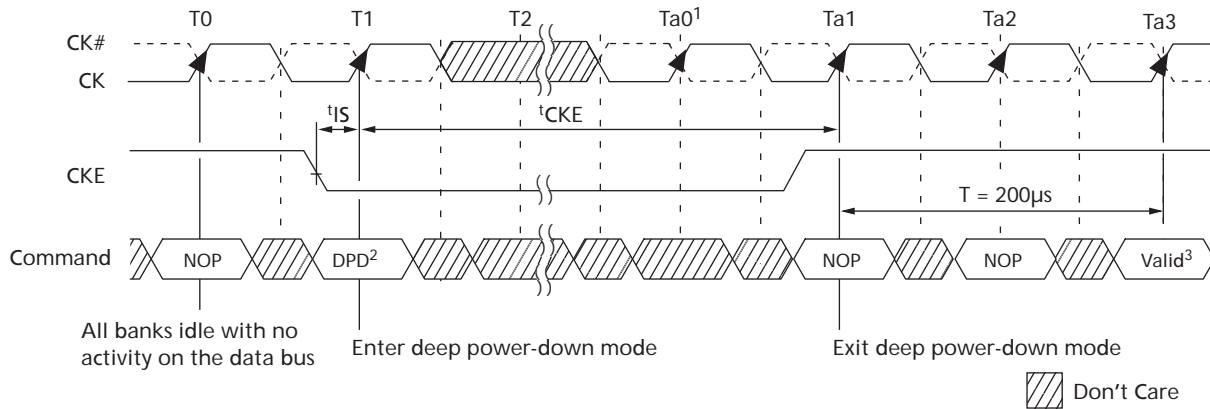 T0 T1 T2 Ta0¹ Ta1 Ta2 Ta3
CK#
CK
tIS tCKE
CKE
T = 200µs
Command NOP DPD² NOP NOP Valid³
All banks idle with no
activity on the data bus
Enter deep power-down mode
Exit deep power-down mode
Don't Care